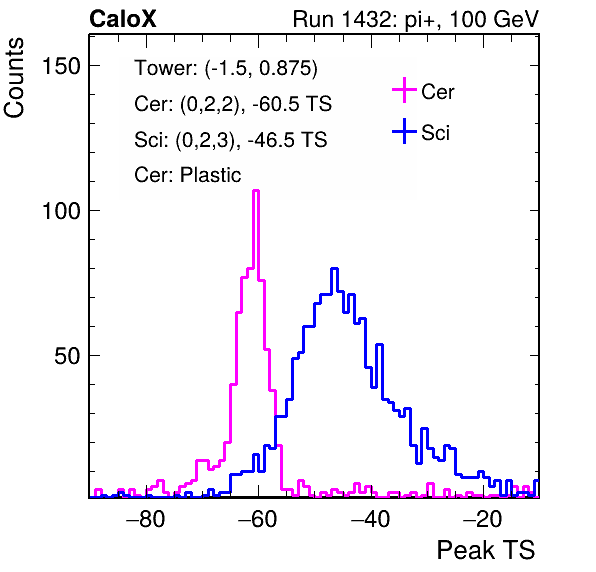 CaloX Run 1432: pi+, 100 GeV
Counts
150
100
50
Tower: (-1.5, 0.875)
Cer: (0,2,2), -60.5 TS
Sci: (0,2,3), -46.5 TS
Cer: Plastic
Cer
Sci
−80 −60 −40 −20
Peak TS